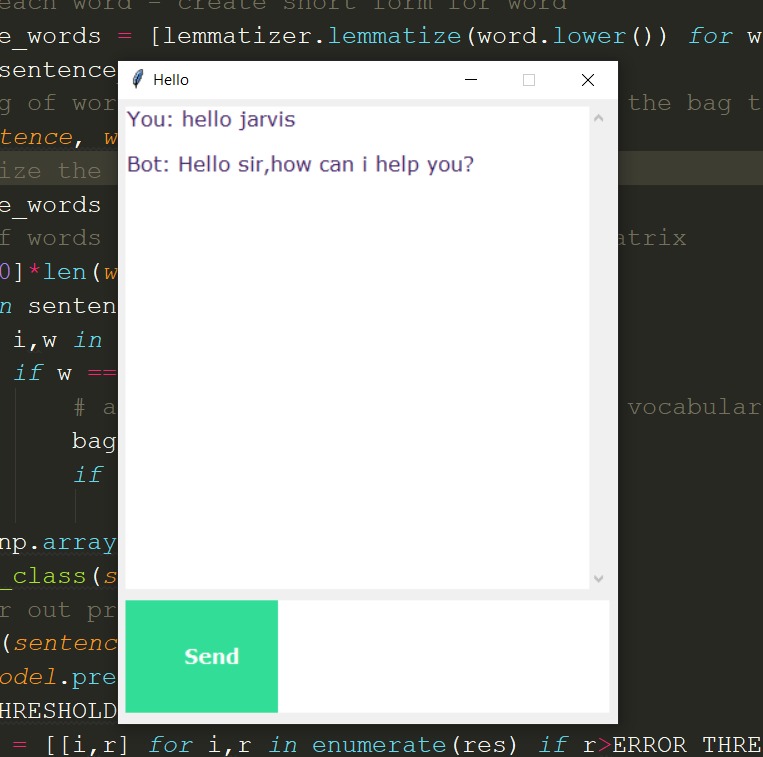 each word - create short form for word
e_words = [lemmatizer.lemmatize(word.lower()) for w
sentence
Hello
g of wor the bag t
You: hello jarvis
tence, w
Bot: Hello sir,how can i help you?
ize the
e_words
f words atrix
0]*len(w
n senten
i,w in
if w ==
# a vocabular
bag
if
np.array
_class(s
r out pr
(sentenc
Send
odel.pre
HRESHOLD
= [[i,r] for i,r in enumerate(res) if r>ERROR THRE